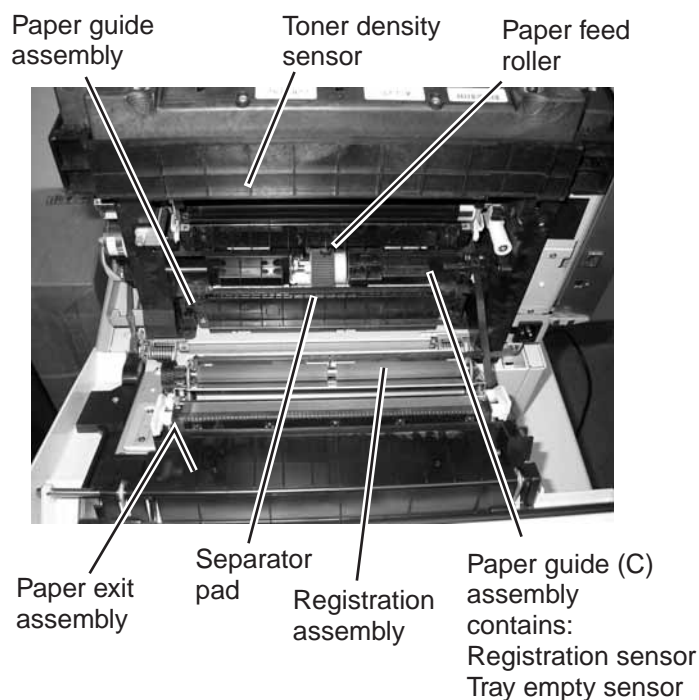 Paper guide
assembly
Toner density
sensor
Paper feed
roller
Paper exit
assembly
Separator
pad
Registration
assembly
Paper guide (C)
assembly
contains:
Registration sensor
Tray empty sensor